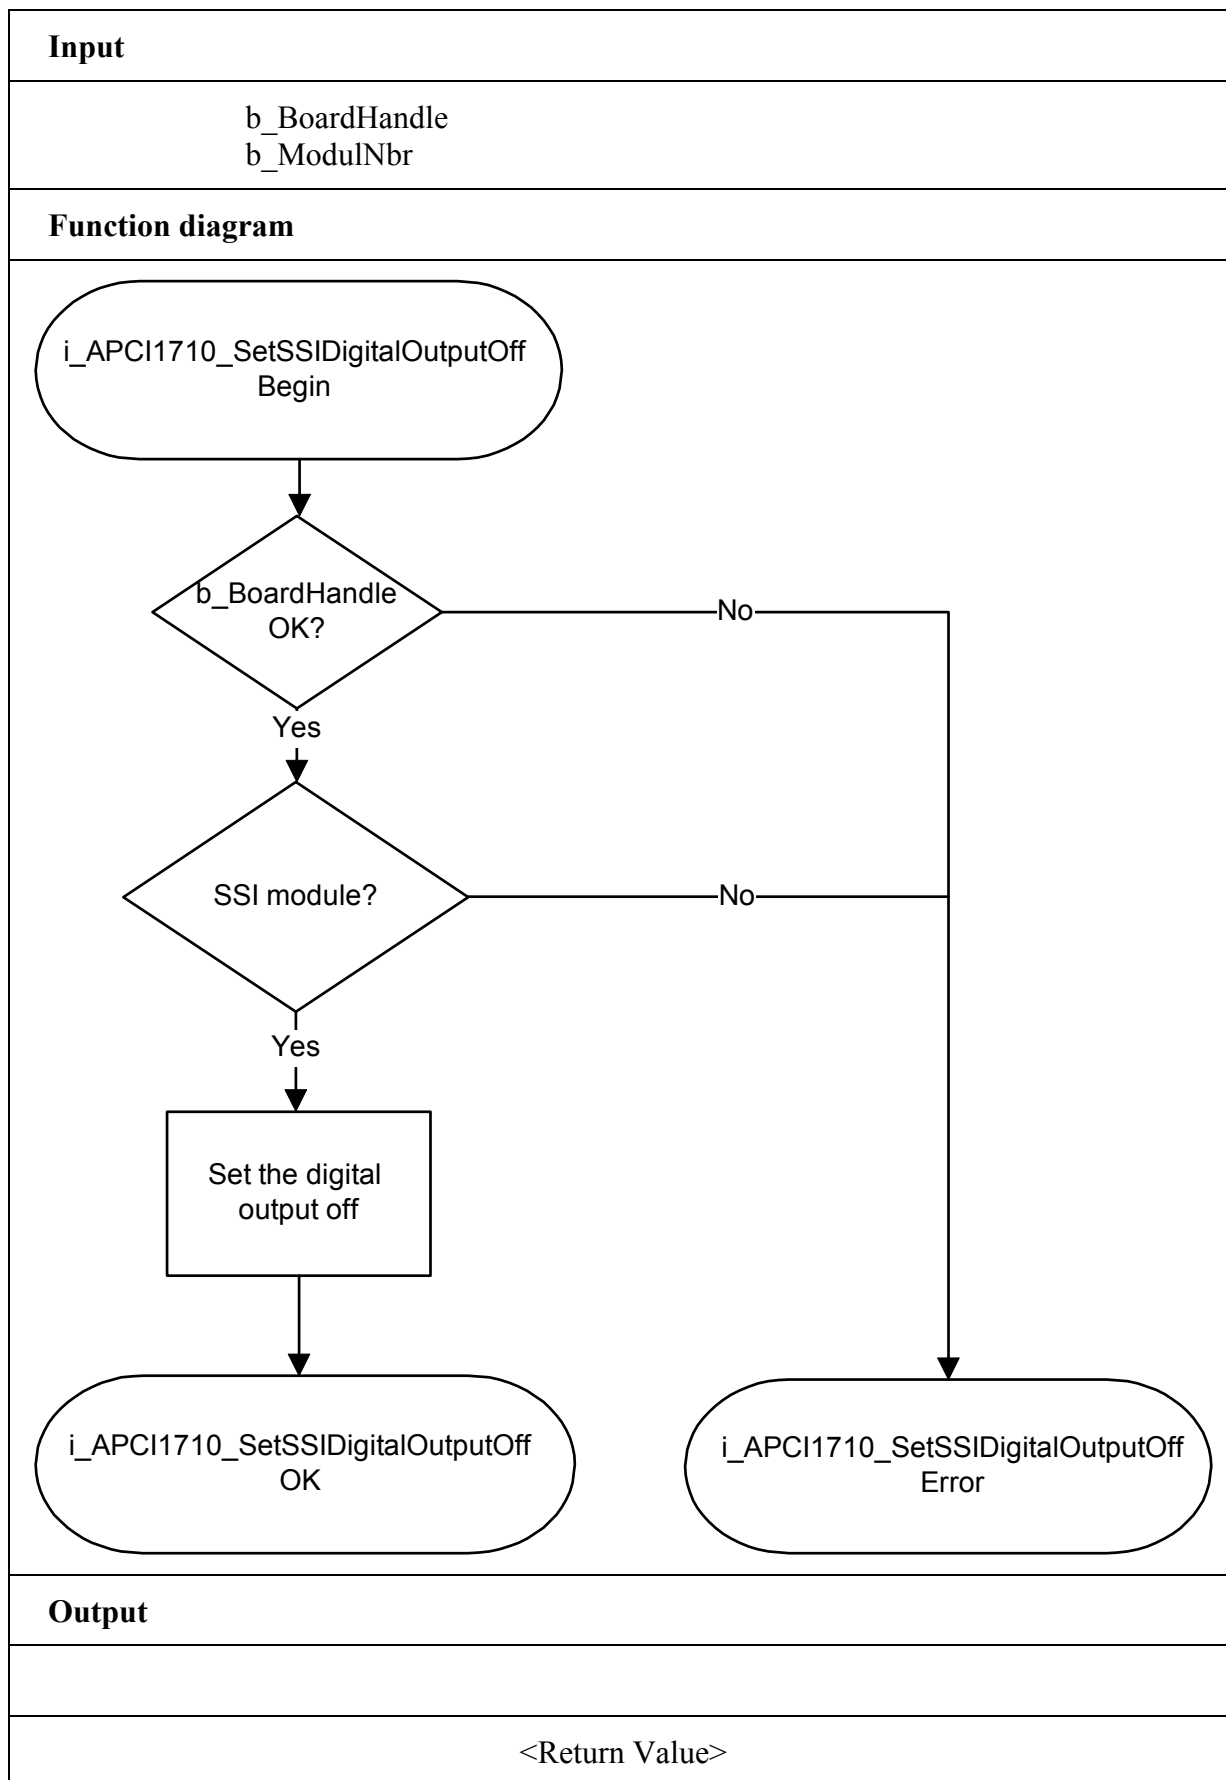 Input
b_BoardHandle
b_ModulNbr
Function diagram
i_APCI1710_SetSSIDigitalOutputOff
Begin
b_BoardHandle
OK?
No
Yes
SSI module?
No
Yes
Set the digital
output off
i_APCI1710_SetSSIDigitalOutputOff
OK
i_APCI1710_SetSSIDigitalOutputOff
Error
Output
<Return Value>